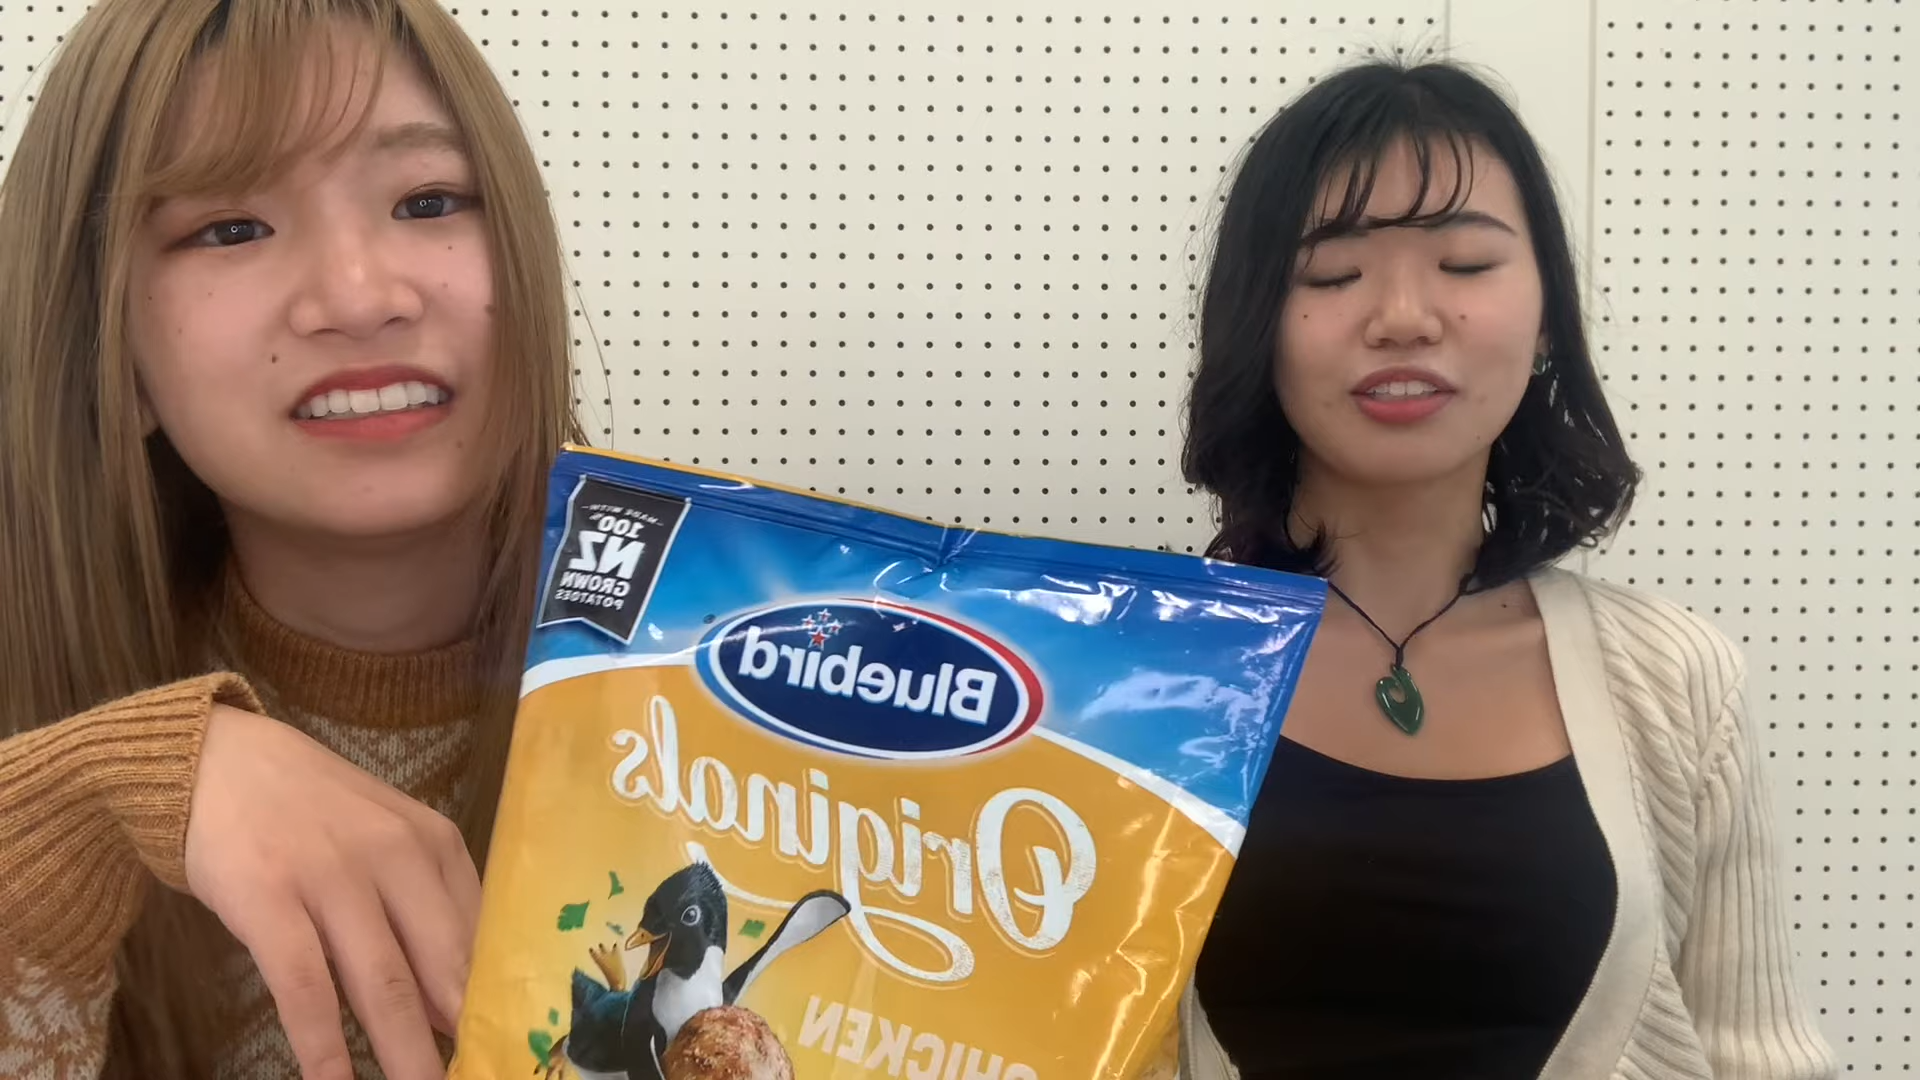 MADE WITH
100%
NZ
GROWN
POTATOES
Bluebird
Originals
CHICKEN